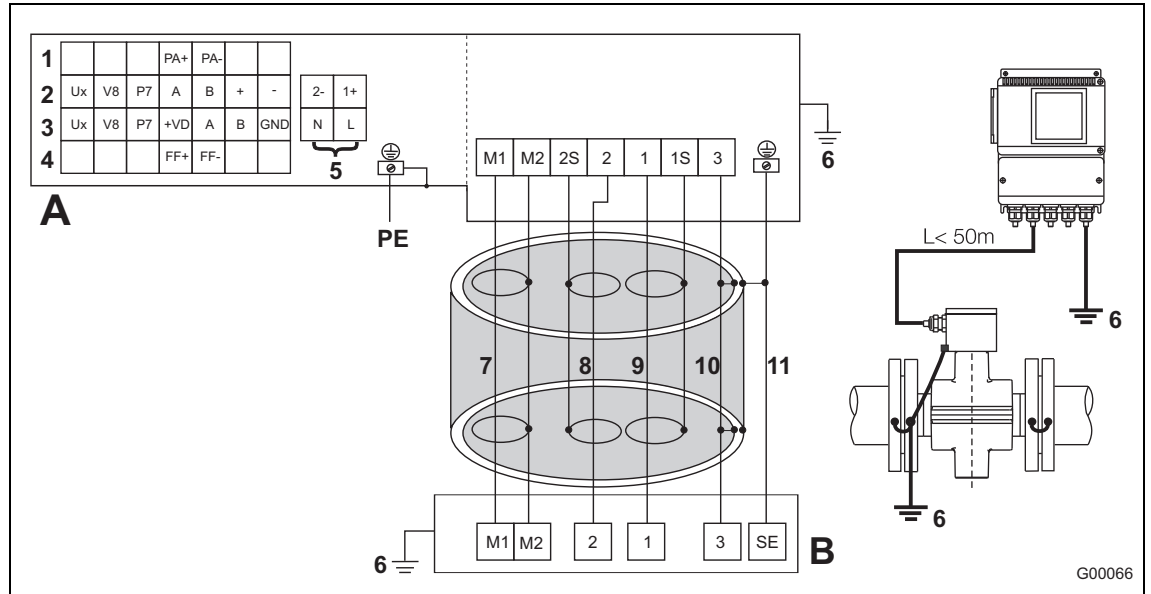 1 PA+ PA-
2 Ux V8 P7 A B + - 2- 1+
3 Ux V8 P7 +VD A B GND N L
4 FF+ FF-
5
A
PE
M1 M2 2S 2 1 1S 3
6
7 8 9 10 11
6
M1 M2 2 1 3 SE
B
L< 50m
6
6
G00066